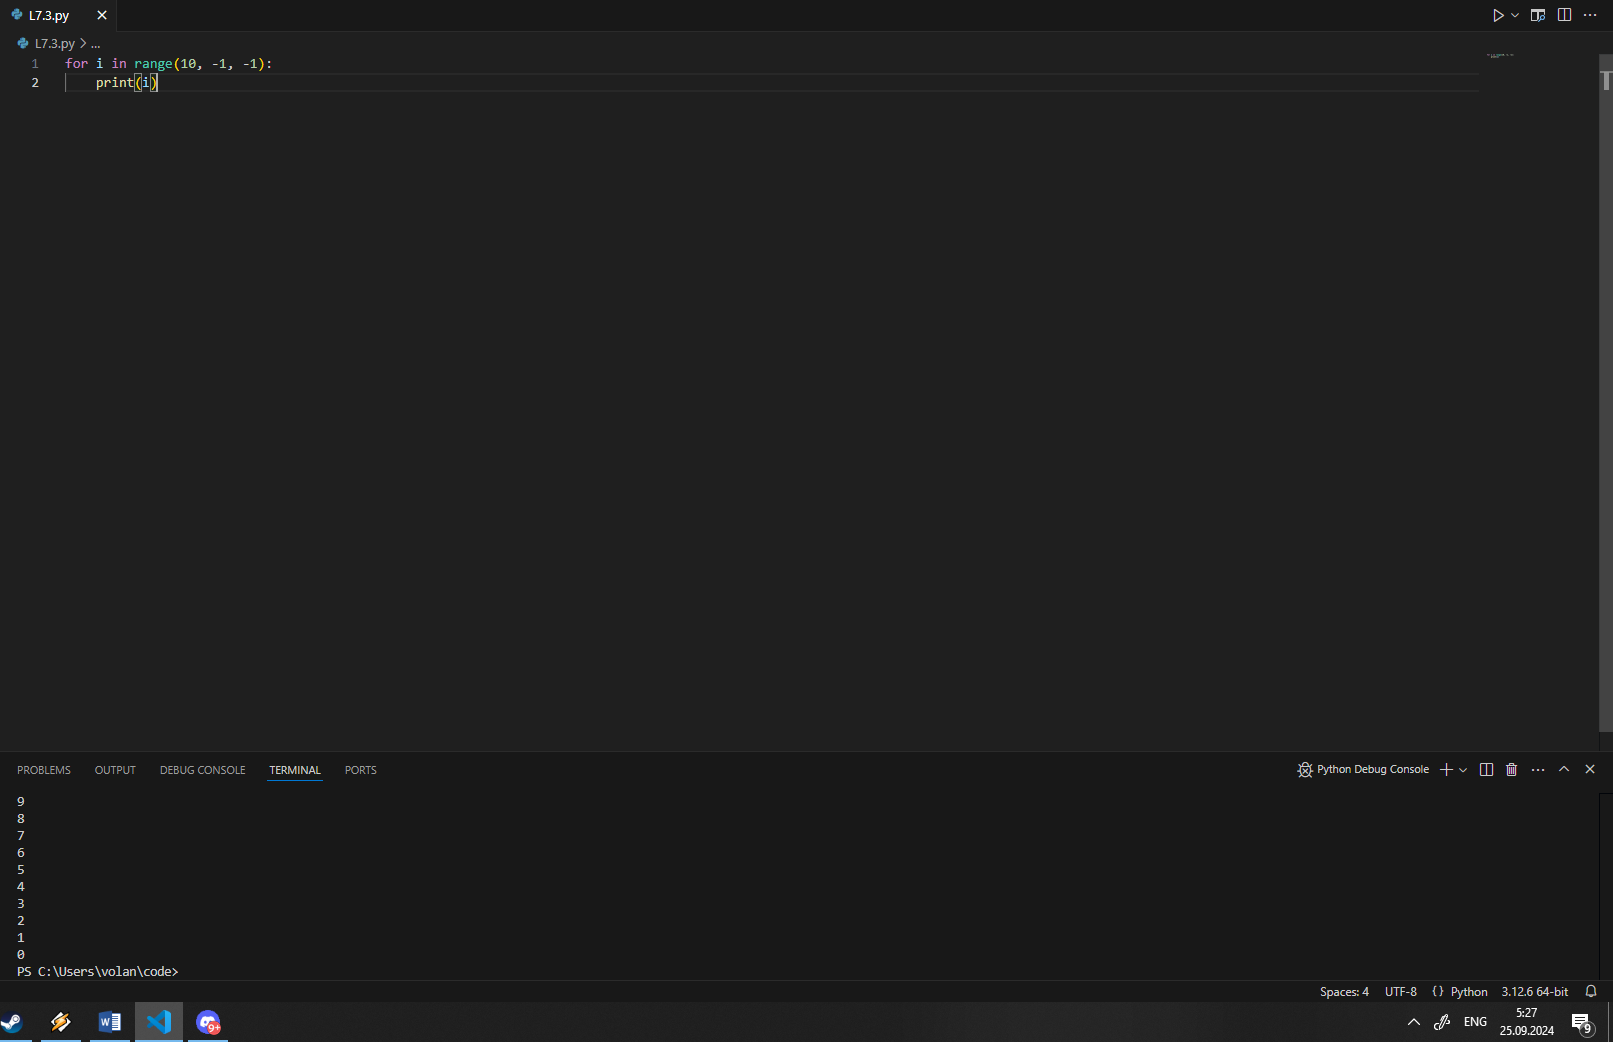 L7.3.py
L7.3.py > ...
1 for i in range(10, -1, -1):
2     print(i)
PROBLEMS OUTPUT DEBUG CONSOLE TERMINAL PORTS
Python Debug Console
9
8
7
6
5
4
3
2
1
0
PS C:\Users\volan\code>
Spaces: 4 UTF-8 {} Python 3.12.6 64-bit
W 9+ ENG 5:27
25.09.2024 9